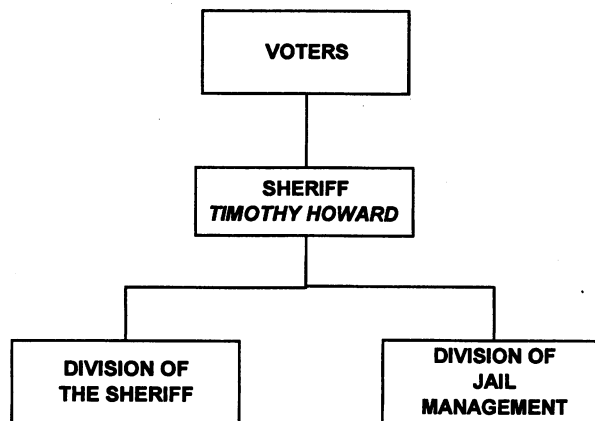 VOTERS
SHERIFF
TIMOTHY HOWARD
DIVISION OF
THE SHERIFF
DIVISION OF
JAIL
MANAGEMENT